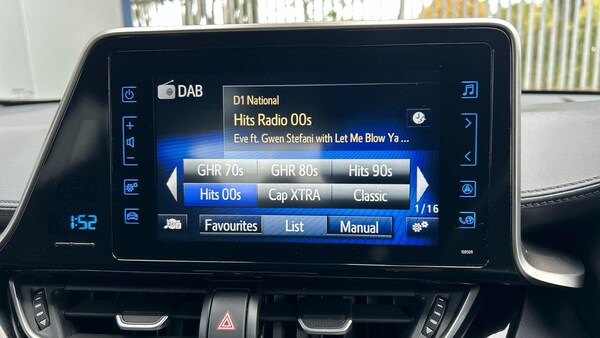 DAB
D1 National
Hits Radio 00s
Eve ft. Gwen Stefani with Let Me Blow Ya ...
GHR 70s GHR 80s Hits 90s
Hits 00s Cap XTRA Classic
1/16
Favourites List Manual
1:52